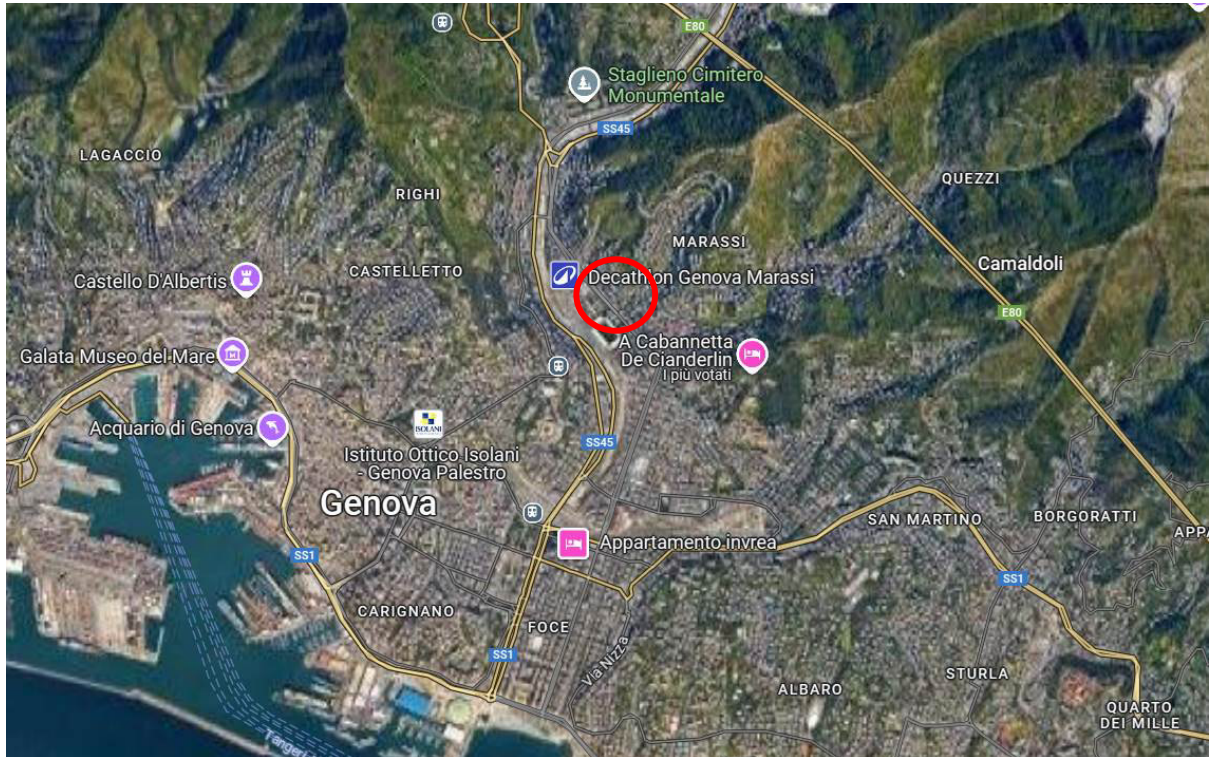 E80
Staglieno Cimitero
Monumentale
SS45
LAGACCIO
RIGHI
QUEZZI
MARASSI
CASTELLETTO
Castello D'Albertis
Decathlon Genova Marassi
Camaldoli
E80
Galata Museo del Mare
A Cabannetta
De Cianderlin
I più votati
Acquario di Genova
ISOLANI
SS45
Istituto Ottico Isolani
- Genova Palestro
Genova
SAN MARTINO
BORGORATTI
APPA
Appartamento invrea
SS1
SS1
CARIGNANO
FOCE
SS1
Via Nizza
STURLA
ALBARO
QUARTO
DEI MILLE